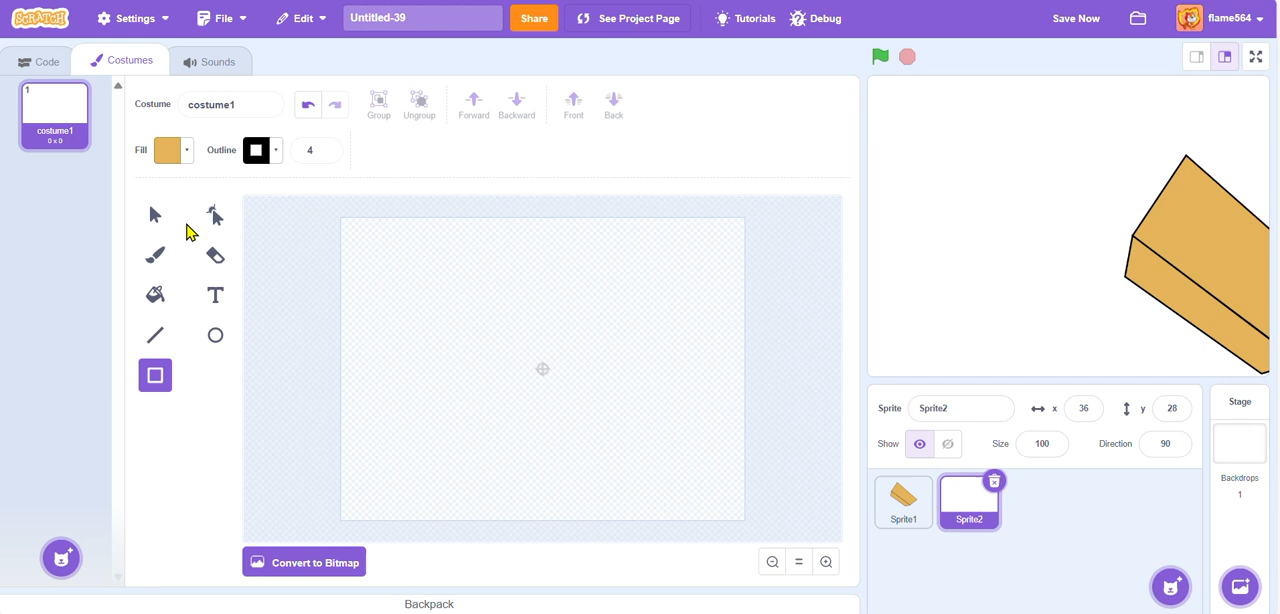 SCRATCH Settings File Edit Untitled-39 Share See Project Page Tutorials Debug Save Now flame564
Code Costumes Sounds
1
costume1
0 x 0
Costume costume1 Group Ungroup Forward Backward Front Back
Fill Outline 4
T
Convert to Bitmap
Backpack
Sprite Sprite2 x 36 y 28
Show Size 100 Direction 90
Sprite1 Sprite2
Stage
Backdrops
1